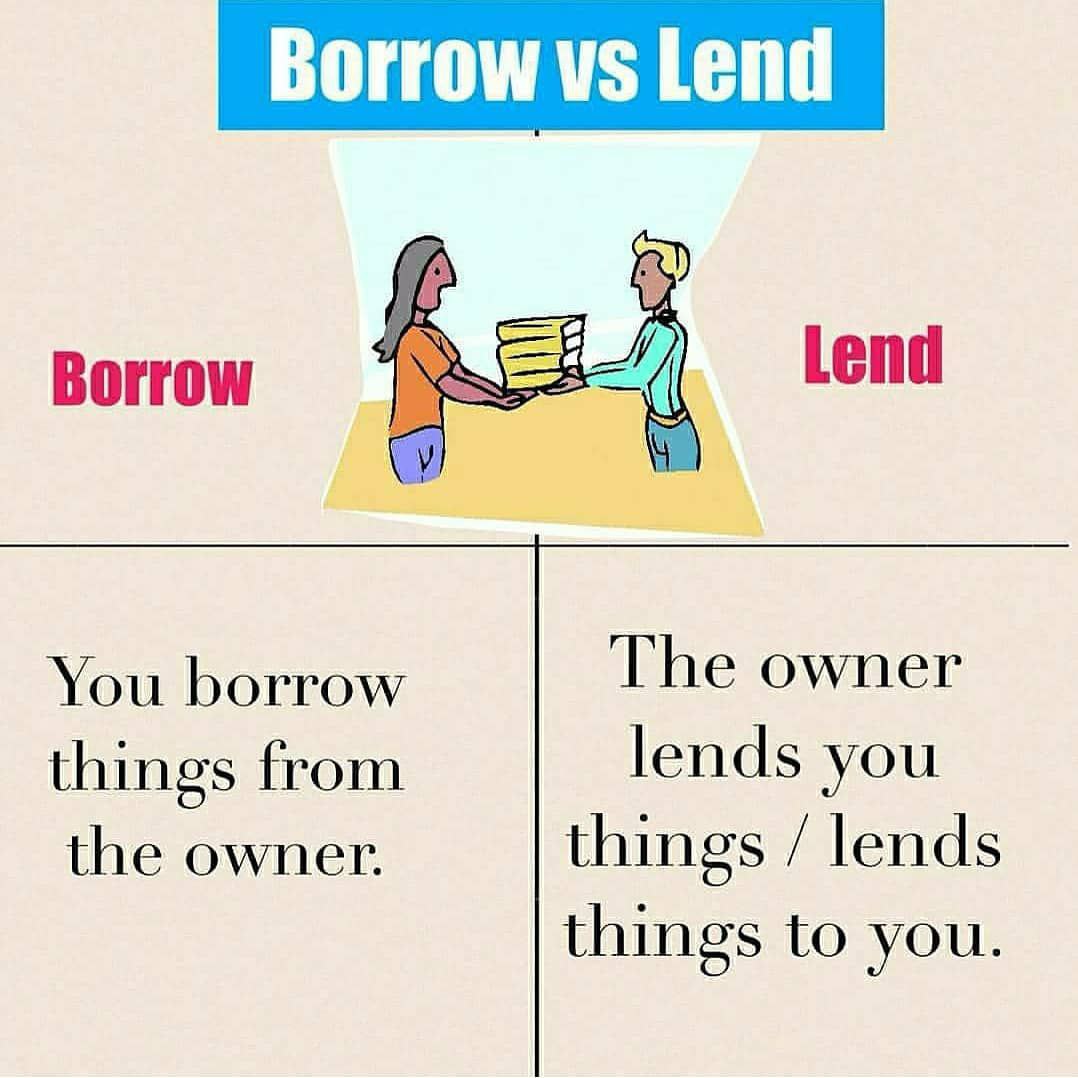 Borrow vs Lend
Borrow
Lend
You borrow
things from
the owner.
The owner
lends you
things / lends
things to you.